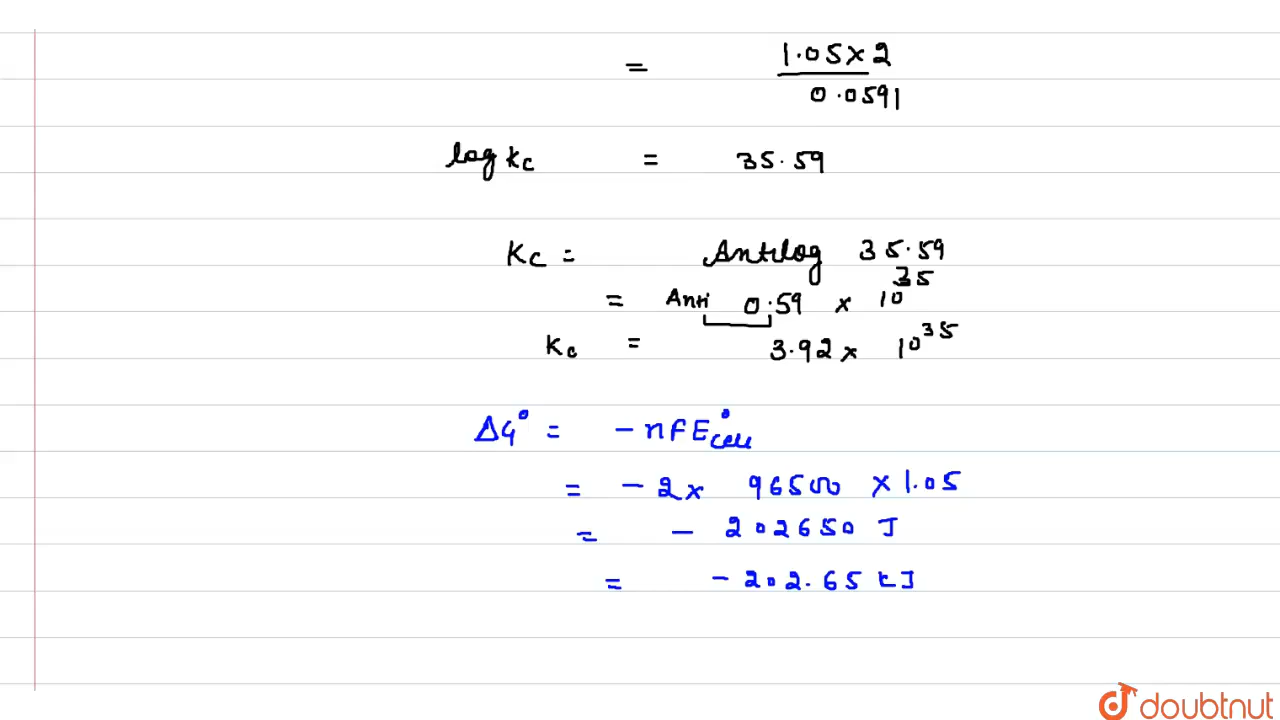 = 1.05 x 2
0.0591
log Kc = 35.59
Kc = Antilog 35.59
= Anti 0.59 x 10^35
Kc = 3.92 x 10^35
ΔG° = - nFE°cell
= - 2 x 96500 x 1.05
= - 202650 J
= - 202.65 kJ
doubtnut